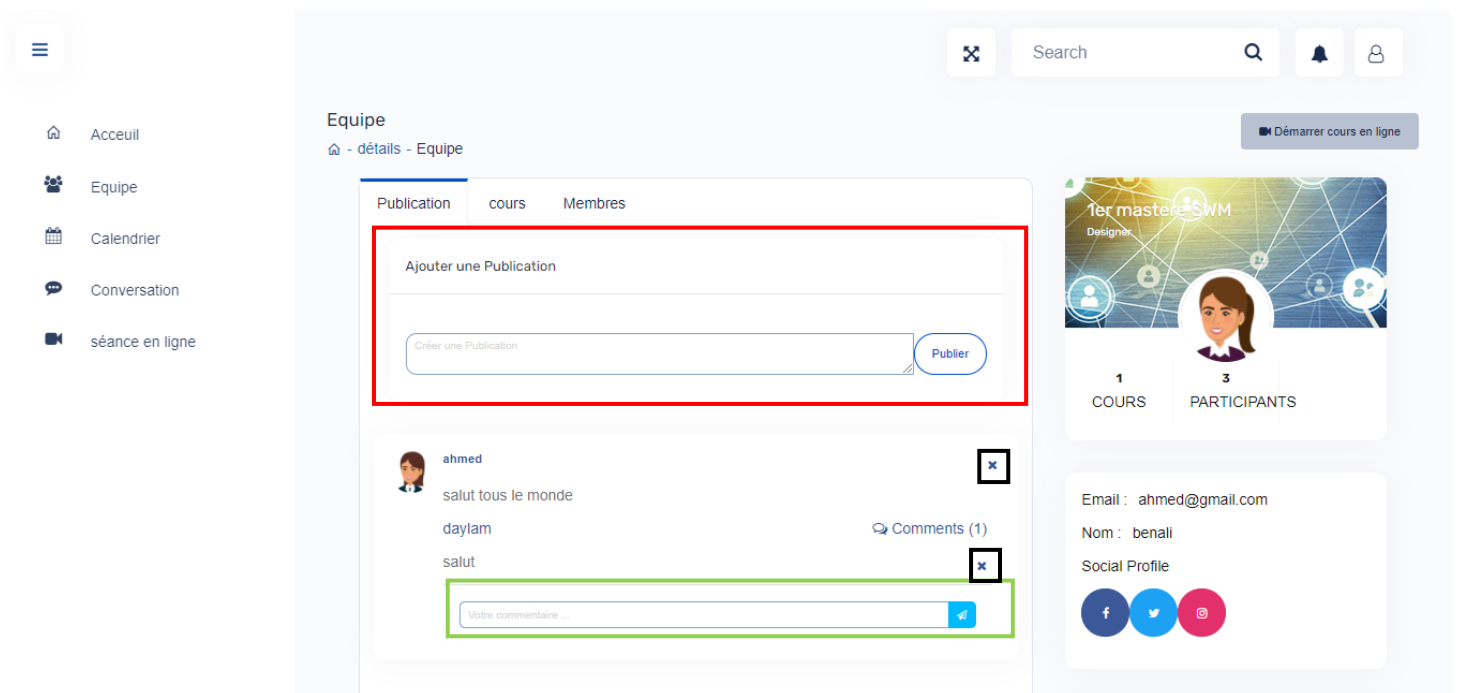 Search
Acceuil
Equipe
Calendrier
Conversation
séance en ligne
Equipe
- détails - Equipe
Démarrer cours en ligne
Publication cours Membres
Ajouter une Publication
Créer une Publication
Publier
ahmed
salut tous le monde
daylam
Comments (1)
salut
Votre commentaire ...
1er mastere SWM
Designer
1
COURS
3
PARTICIPANTS
Email : ahmed@gmail.com
Nom : benali
Social Profile